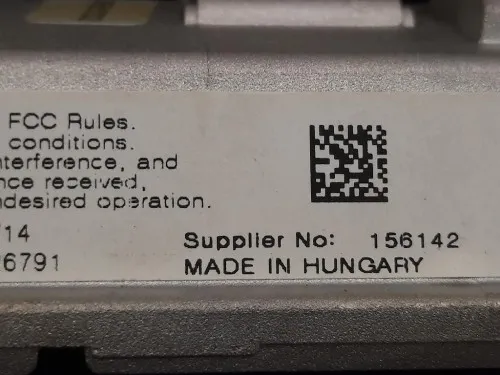 FCC Rules.
conditions.
nterference, and
nce received,
ndesired operation.
14
6791
Supplier No: 156142
MADE IN HUNGARY